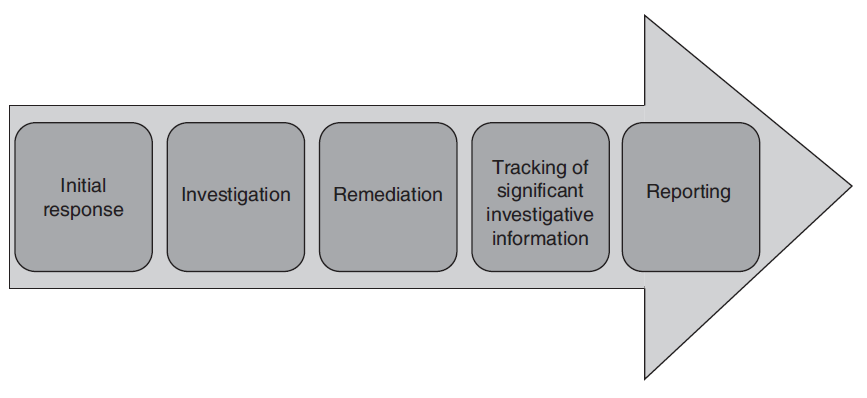 Initial
response
Investigation
Remediation
Tracking of
significant
investigative
information
Reporting